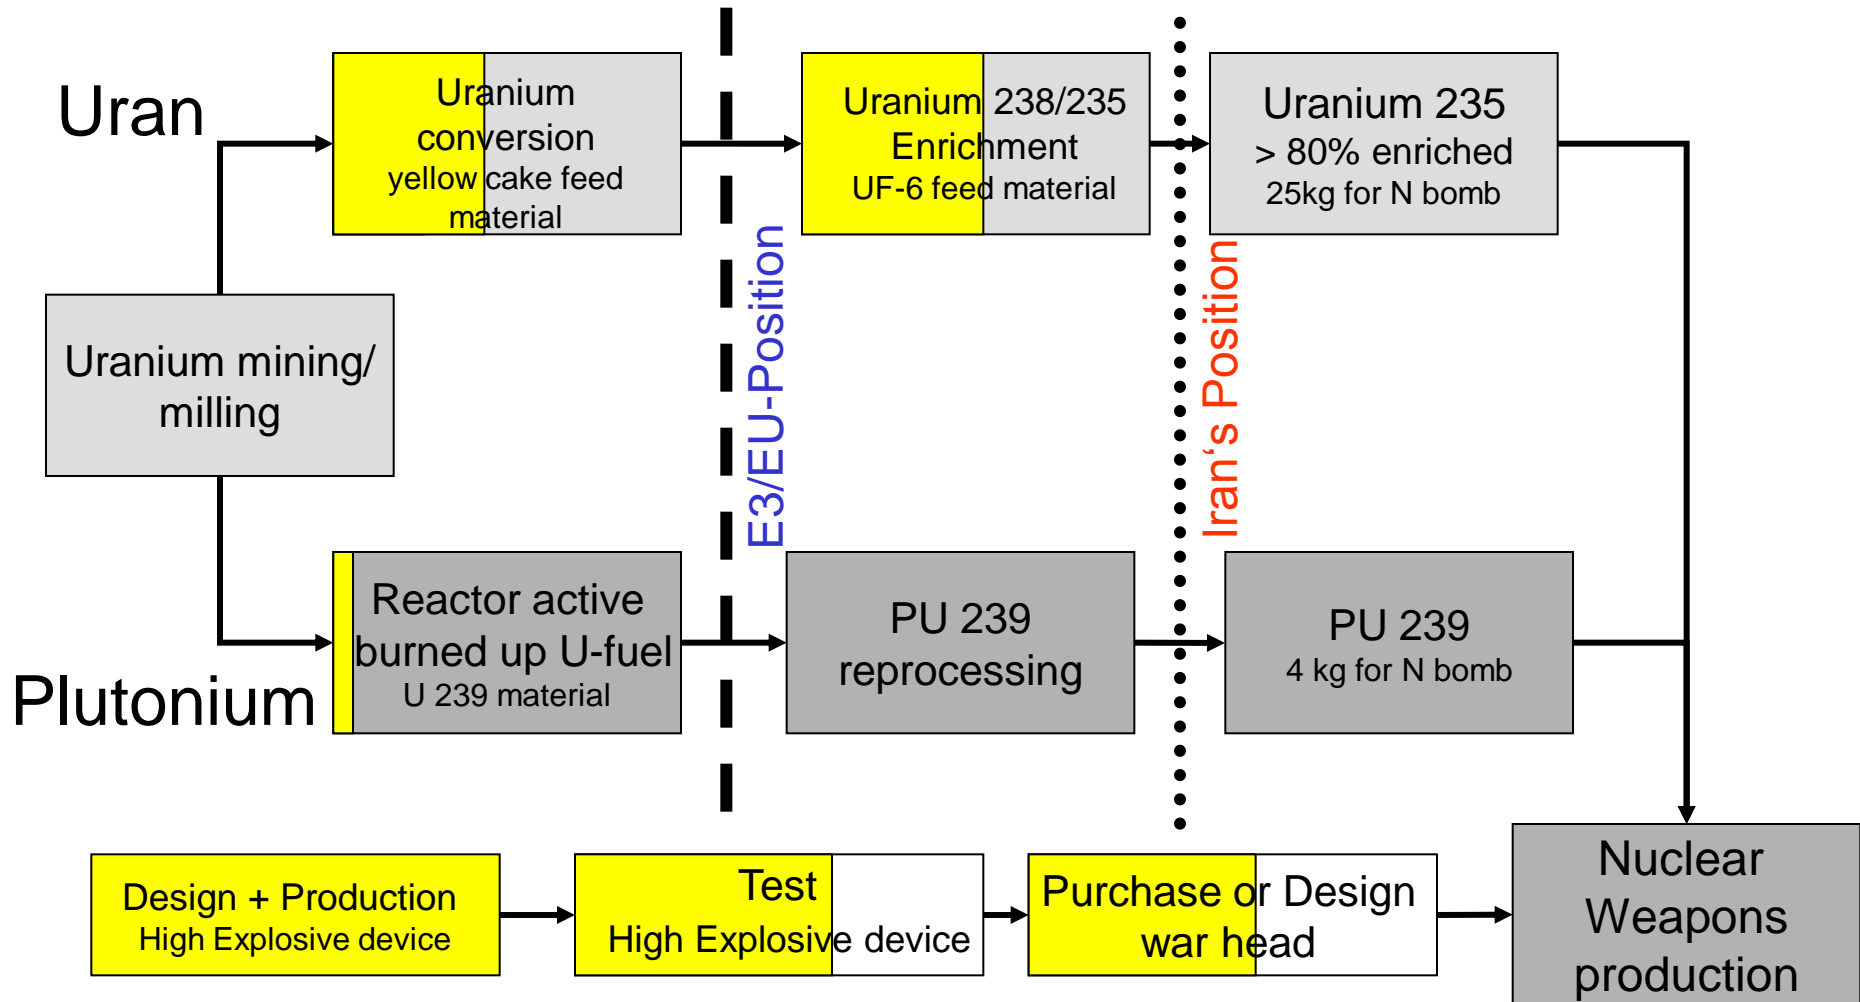 Uran
Uranium
conversion
yellow cake feed
material
Uranium 238/235
Enrichment
UF-6 feed material
Uranium 235
> 80% enriched
25kg for N bomb
Uranium mining/
milling
E3/EU-Position
Iran‘s Position
Plutonium
Reactor active
burned up U-fuel
U 239 material
PU 239
reprocessing
PU 239
4 kg for N bomb
Design + Production
High Explosive device
Test
High Explosive device
Purchase or Design
war head
Nuclear
Weapons
production